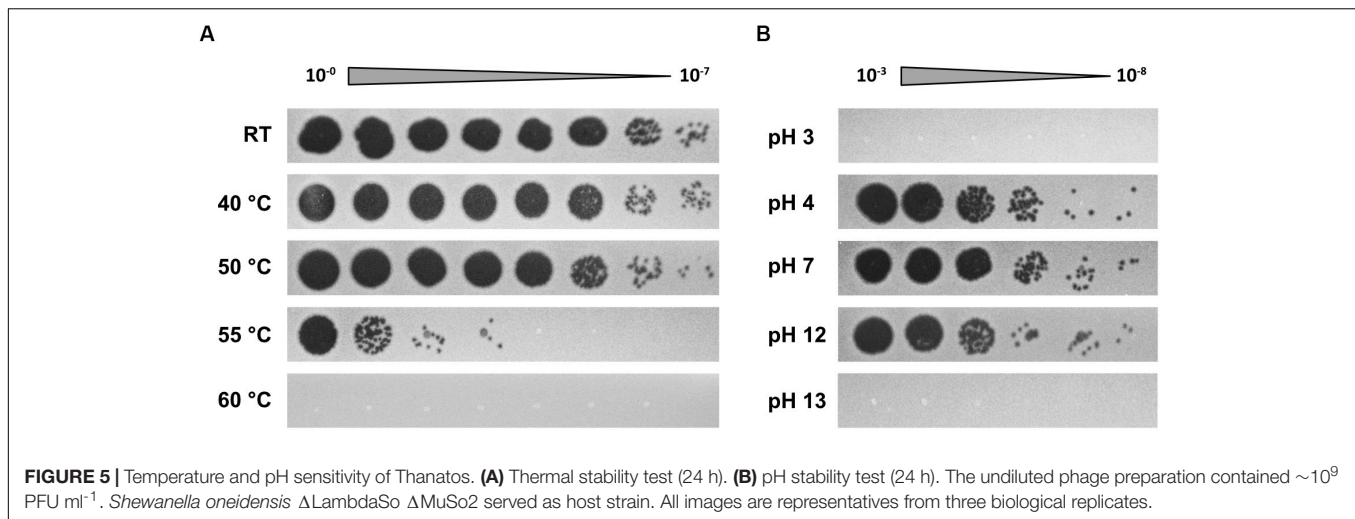 A
10⁻⁰ 10⁻⁷
RT
40 °C
50 °C
55 °C
60 °C
B
10⁻³ 10⁻⁸
pH 3
pH 4
pH 7
pH 12
pH 13
FIGURE 5 | Temperature and pH sensitivity of Thanatos. (A) Thermal stability test (24 h). (B) pH stability test (24 h). The undiluted phage preparation contained ∼10⁹
PFU ml⁻¹. Shewanella oneidensis ΔLambdaSo ΔMuSo2 served as host strain. All images are representatives from three biological replicates.